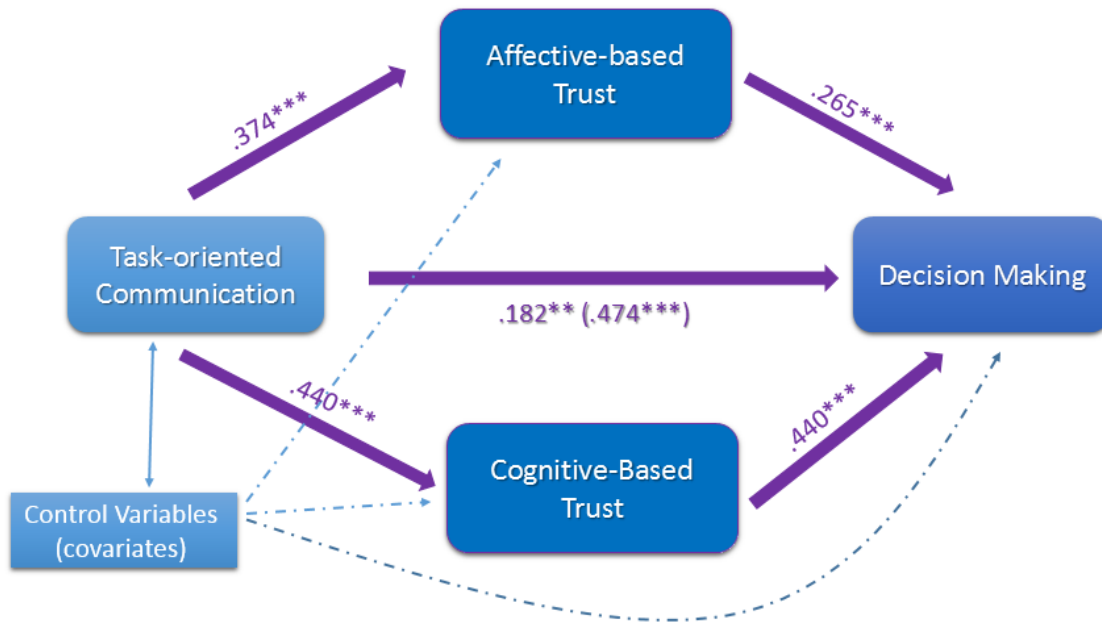 Affective-based
Trust
.374***
.265***
Task-oriented
Communication
Decision Making
.182** (.474***)
.440***
.440***
Cognitive-Based
Trust
Control Variables
(covariates)